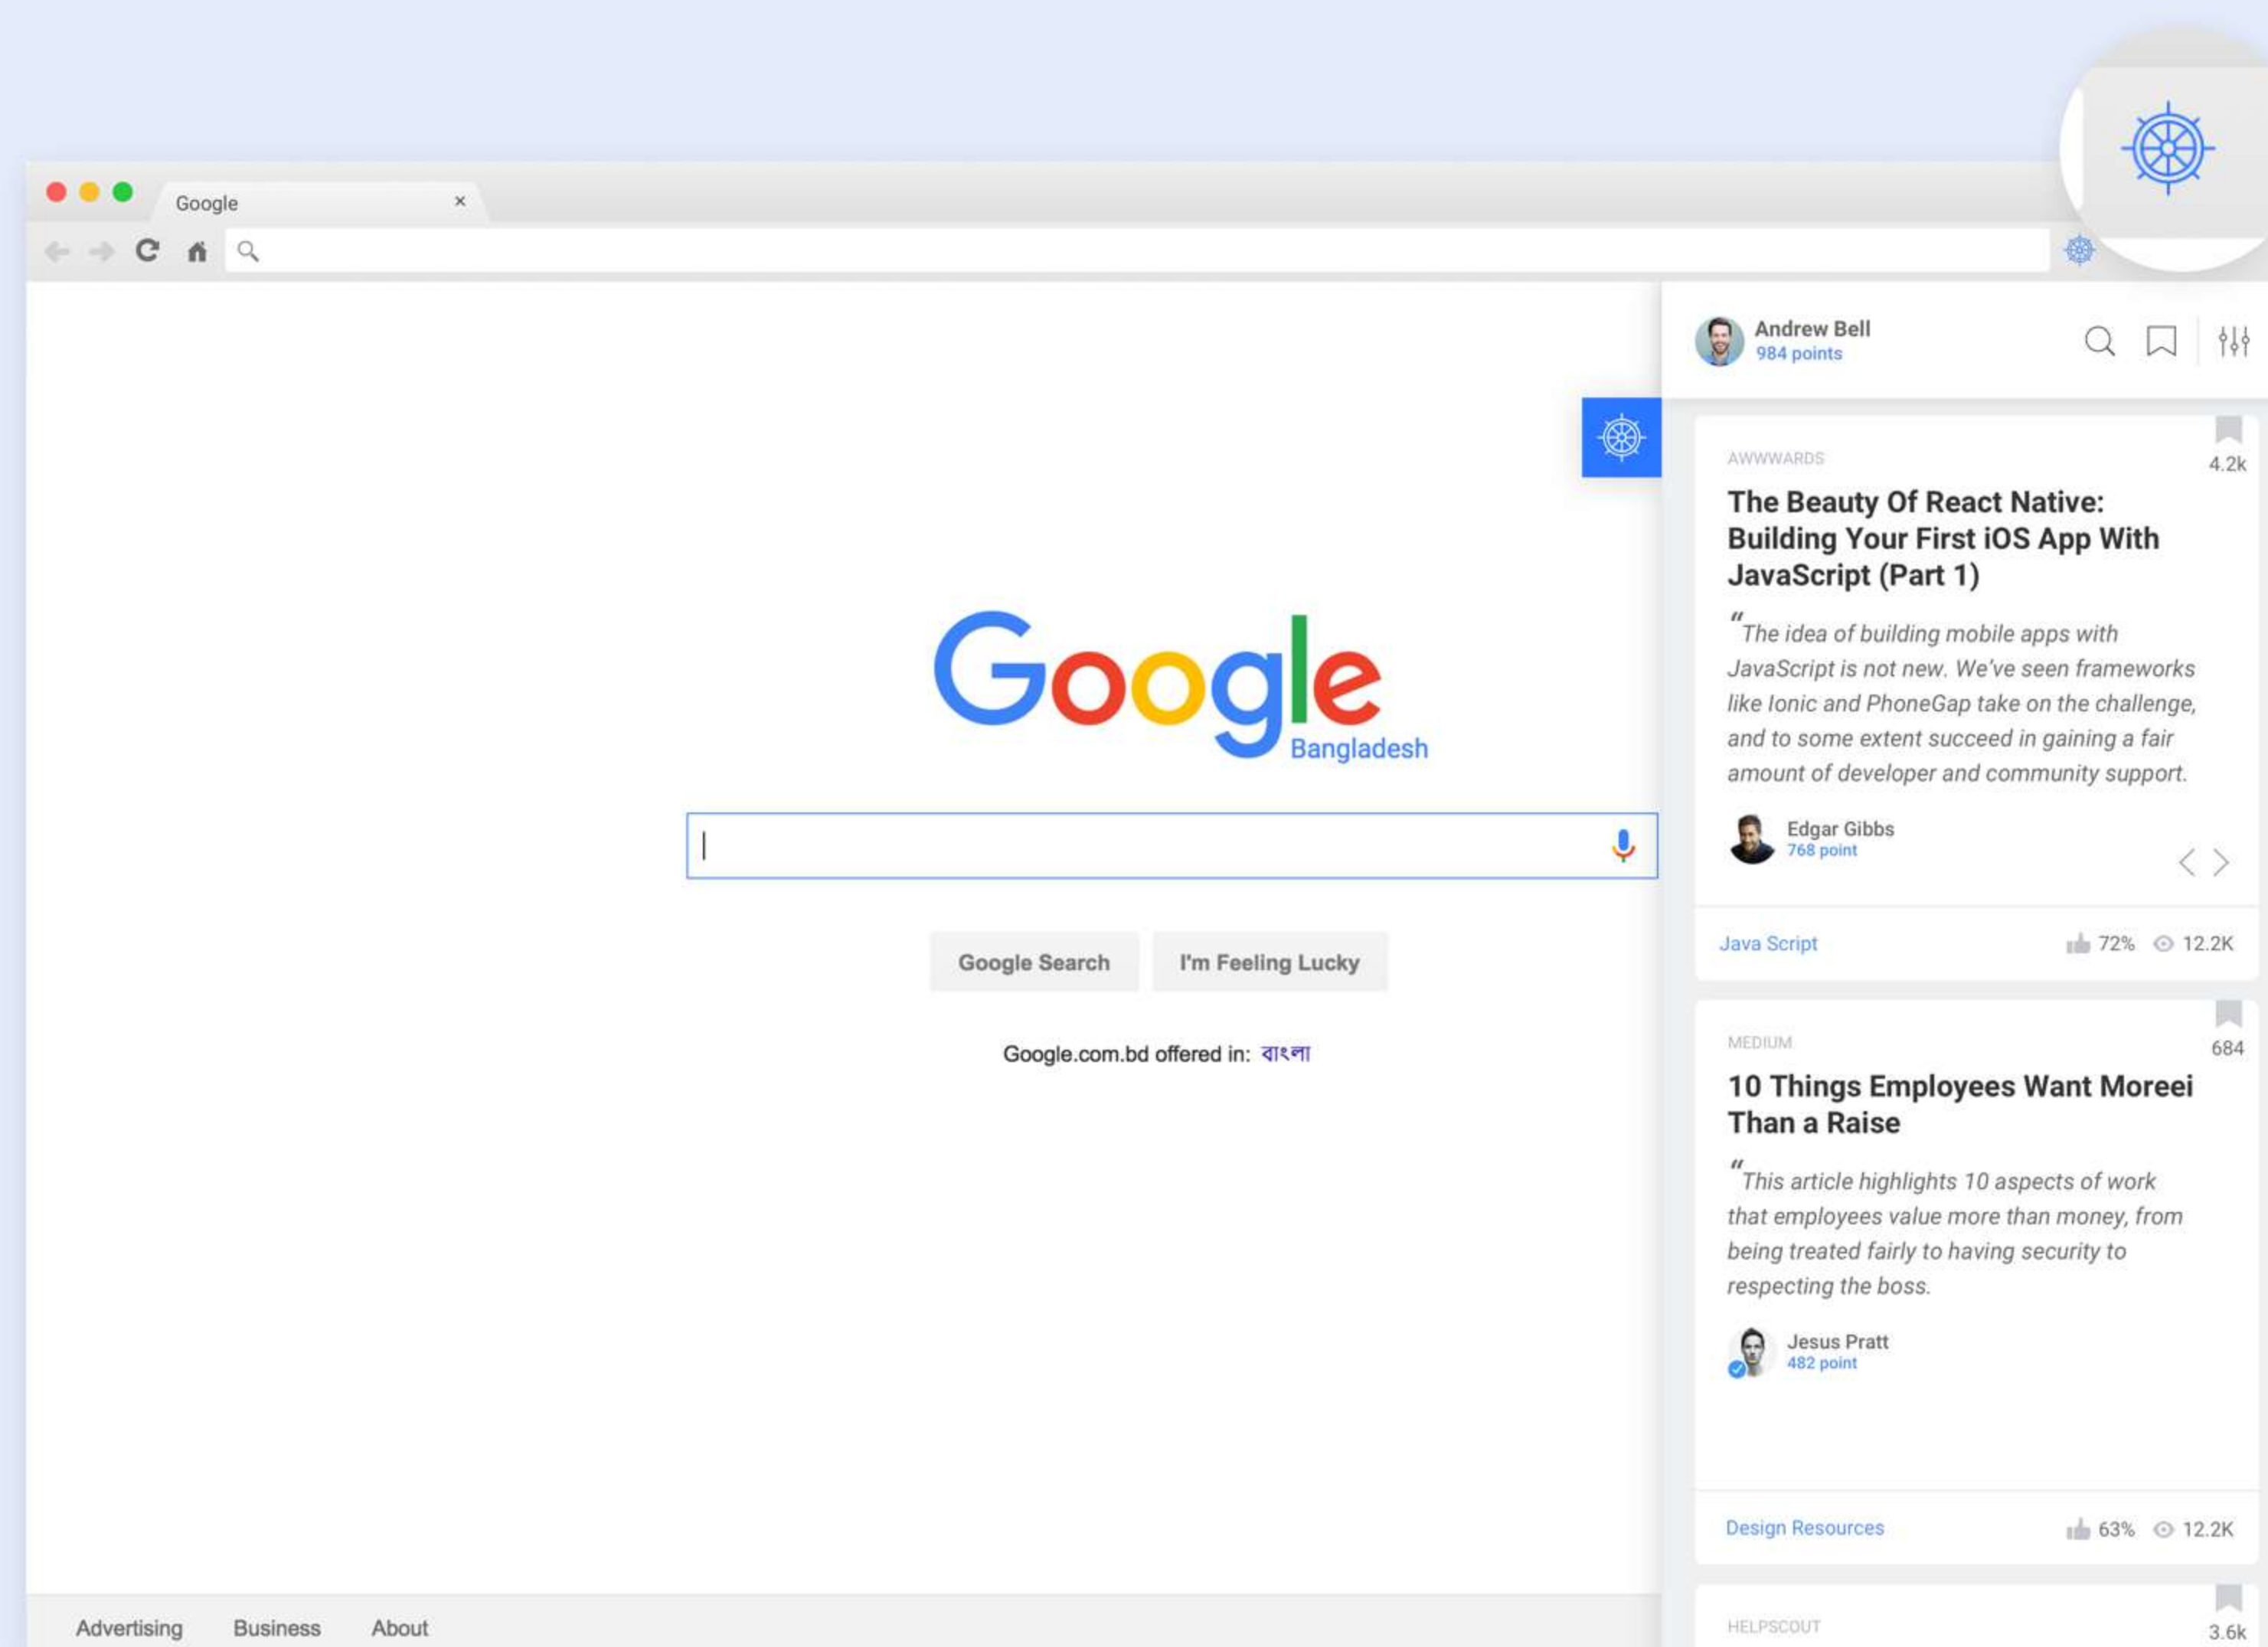 Google
Google
Bangladesh
Google Search
I'm Feeling Lucky
Google.com.bd offered in: বাংলা
Advertising
Business
About
Andrew Bell
984 points
AWWWARDS
4.2k
The Beauty Of React Native:
Building Your First iOS App With
JavaScript (Part 1)
“The idea of building mobile apps with
JavaScript is not new. We've seen frameworks
like Ionic and PhoneGap take on the challenge,
and to some extent succeed in gaining a fair
amount of developer and community support.
Edgar Gibbs
768 point
Java Script
72%
12.2K
MEDIUM
684
10 Things Employees Want Moreei
Than a Raise
“This article highlights 10 aspects of work
that employees value more than money, from
being treated fairly to having security to
respecting the boss.
Jesus Pratt
482 point
Design Resources
63%
12.2K
HELPSCOUT
3.6k